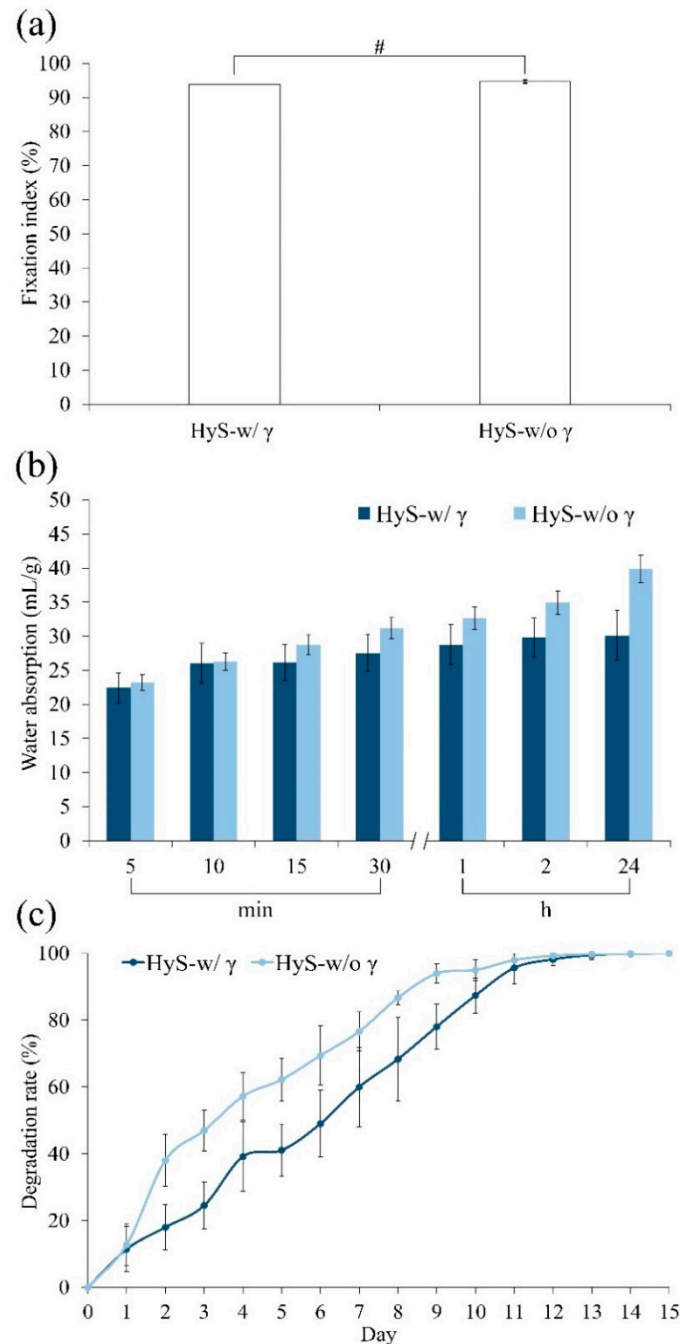 (a)
#
Fixation index (%)
100
90
80
70
60
50
40
30
20
10
0
HyS-w/ γ
HyS-w/o γ
(b)
HyS-w/ γ
HyS-w/o γ
Water absorption (mL/g)
50
45
40
35
30
25
20
15
10
5
0
5
10
15
30
1
2
24
min
h
(c)
HyS-w/ γ
HyS-w/o γ
Degradation rate (%)
100
80
60
40
20
0
0 1 2 3 4 5 6 7 8 9 10 11 12 13 14 15
Day